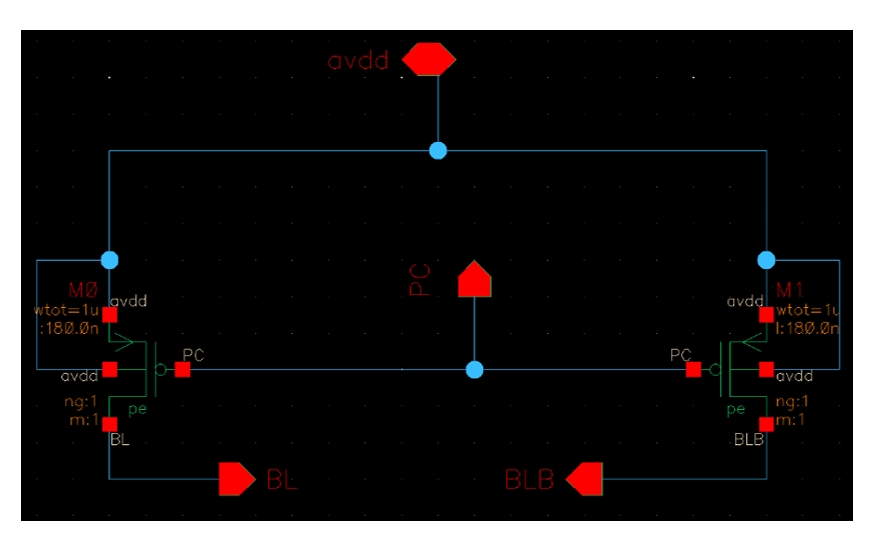 avdd
PC
M0
avdd
wtot=1u
:180.0n
PC
avdd
ng:1
pe
m:1
BL
BL
M1
avdd
wtot=1u
l:180.0n
PC
avdd
ng:1
pe
m:1
BLB
BLB